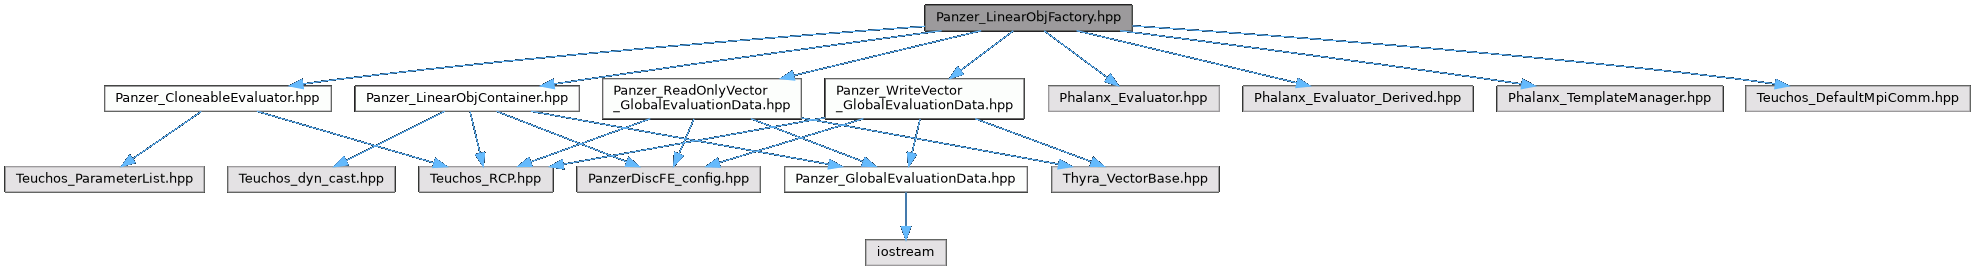 Panzer_LinearObjFactory.hpp
Panzer_CloneableEvaluator.hpp
Panzer_LinearObjContainer.hpp
Panzer_ReadOnlyVector
_GlobalEvaluationData.hpp
Panzer_WriteVector
_GlobalEvaluationData.hpp
Phalanx_Evaluator.hpp
Phalanx_Evaluator_Derived.hpp
Phalanx_TemplateManager.hpp
Teuchos_DefaultMpiComm.hpp
Teuchos_ParameterList.hpp
Teuchos_dyn_cast.hpp
Teuchos_RCP.hpp
PanzerDiscFE_config.hpp
Panzer_GlobalEvaluationData.hpp
Thyra_VectorBase.hpp
iostream